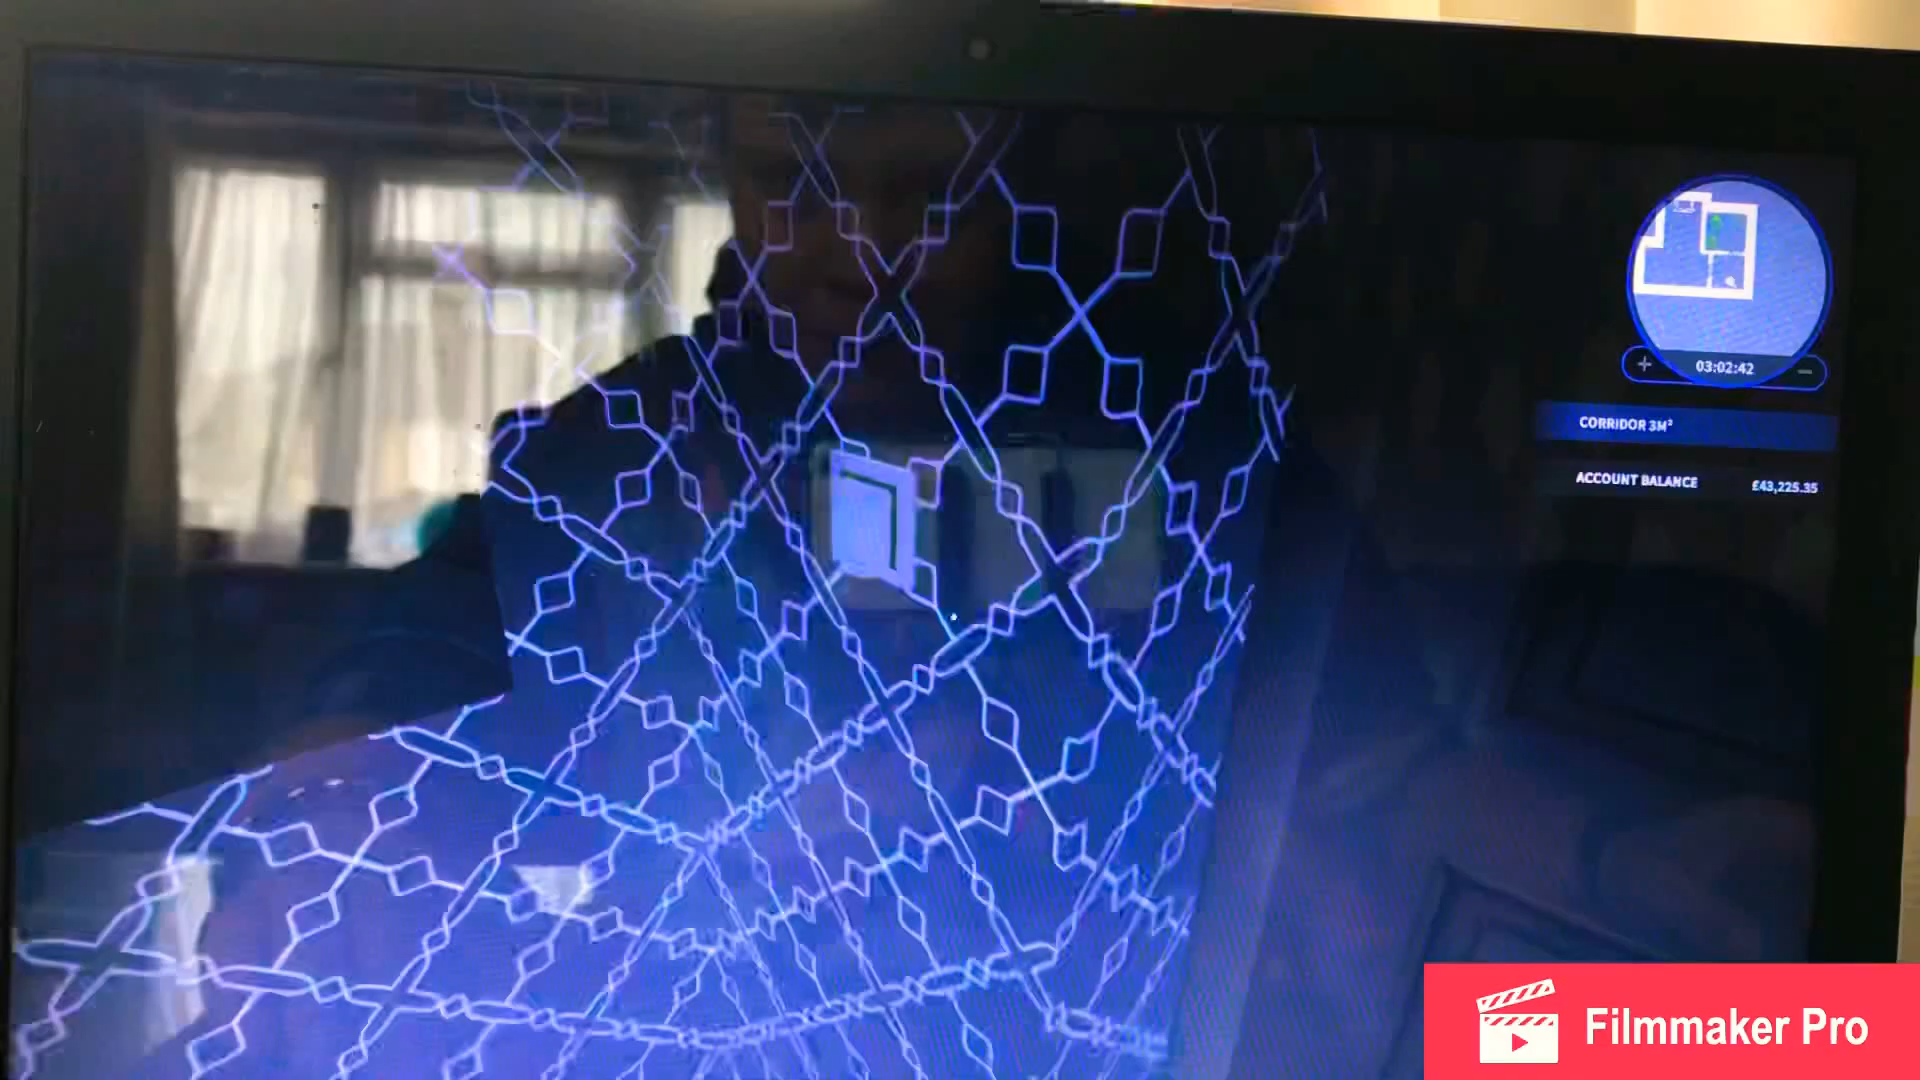 03:02:42
CORRIDOR 3M²
ACCOUNT BALANCE £43,225.35
Filmmaker Pro